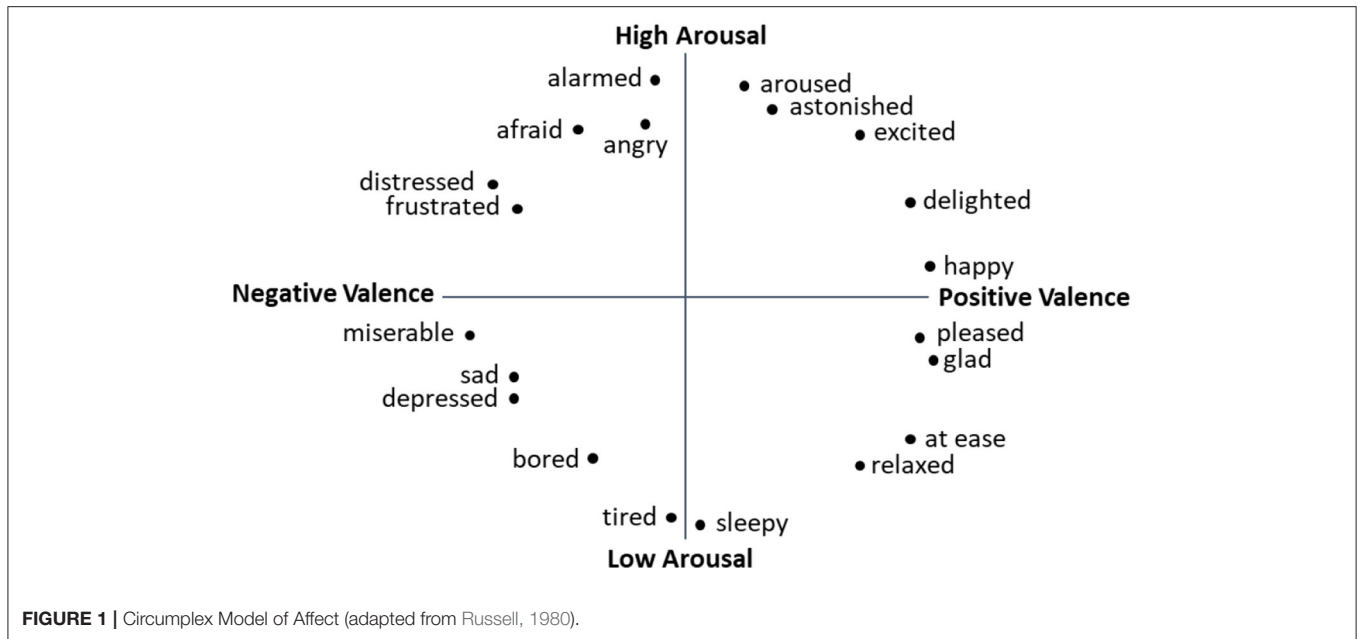 High Arousal
alarmed
aroused
astonished
afraid
angry
excited
distressed
frustrated
delighted
happy
Negative Valence
Positive Valence
miserable
pleased
glad
sad
depressed
at ease
bored
relaxed
tired
sleepy
Low Arousal
FIGURE 1 | Circumplex Model of Affect (adapted from Russell, 1980).